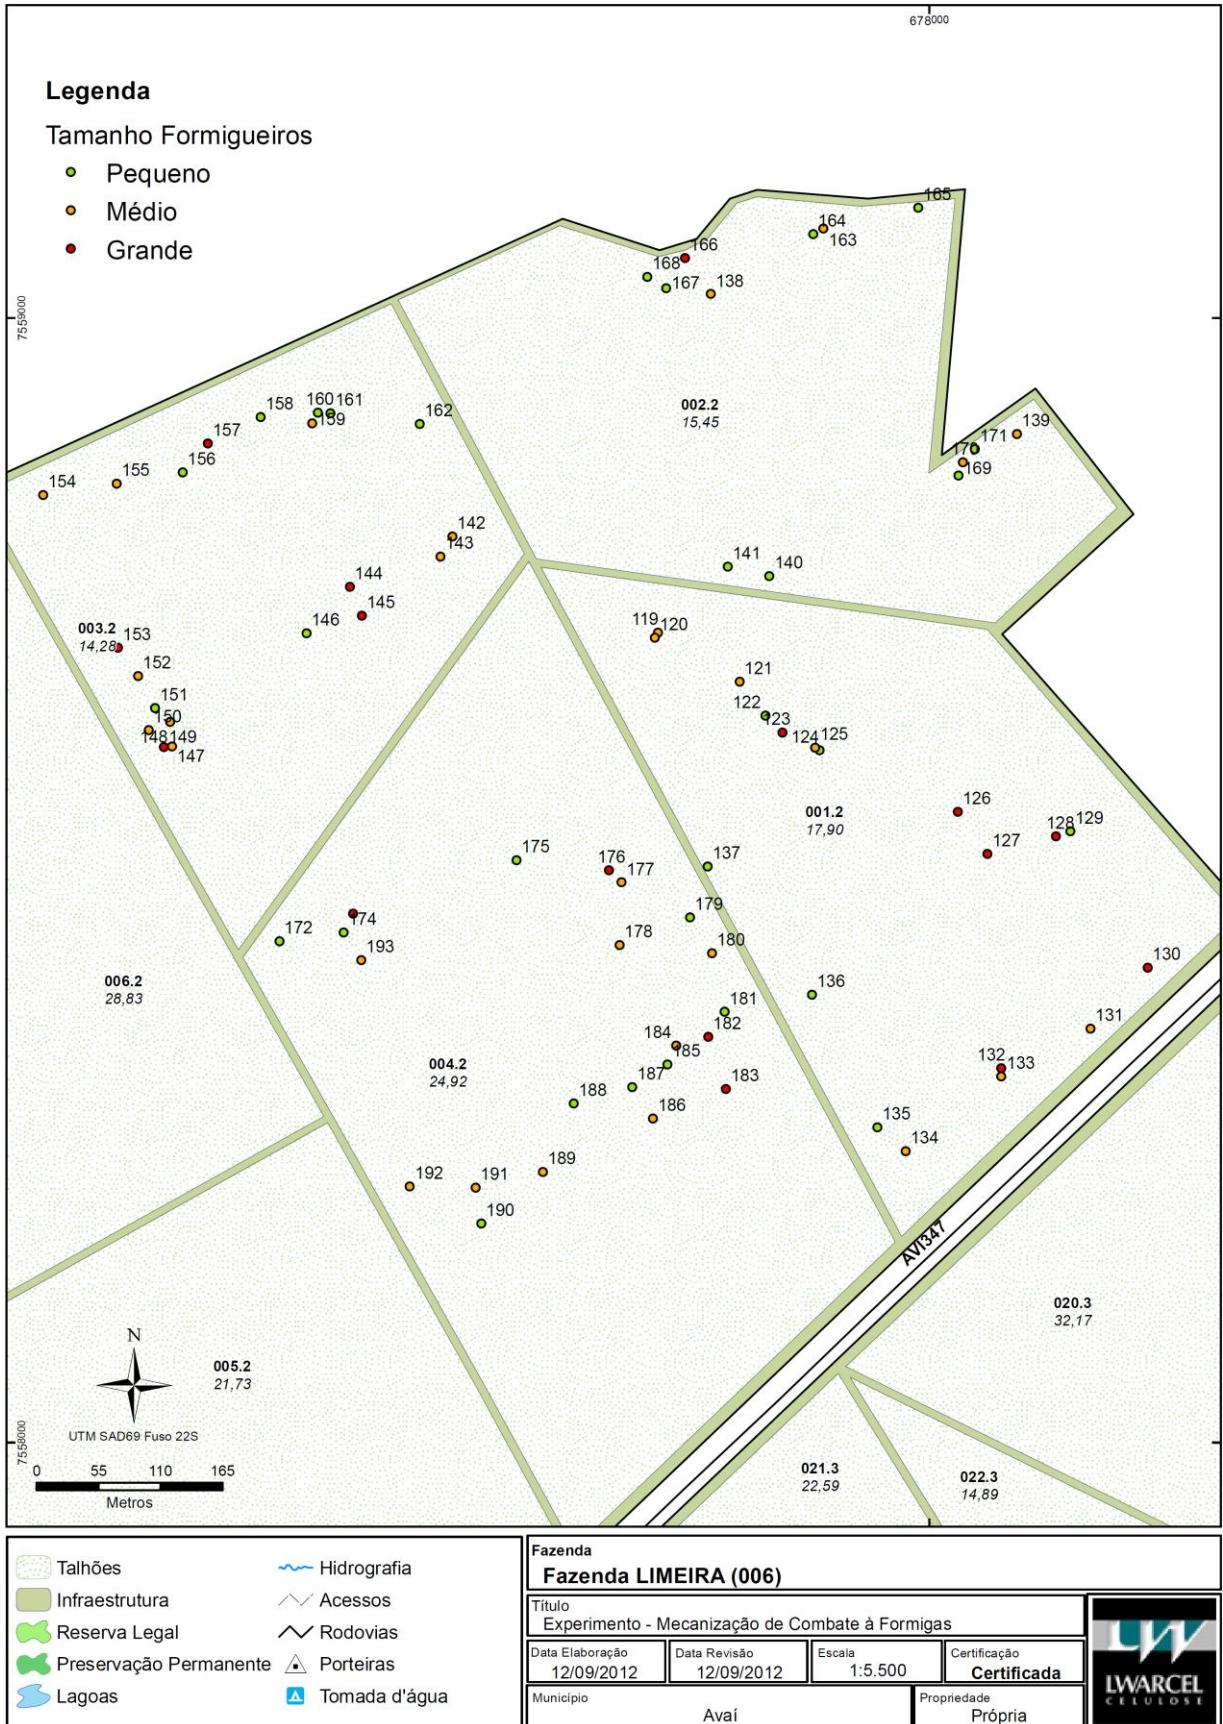 678000
Legenda
Tamanho Formigueiros
Pequeno
Médio
Grande
7559000
165
164
163
166
168
167
138
002.2
15,45
158
160
161
159
162
157
156
155
154
139
171
169
142
143
141
140
144
145
146
003.2
14,28
153
152
151
150
148
149
147
119
120
121
122
123
124
125
001.2
17,90
126
127
128
129
137
175
176
177
172
174
193
178
179
180
130
136
131
006.2
28,83
181
182
184
185
183
132
133
004.2
24,92
187
188
186
135
134
189
192
191
190
AVI347
020.3
32,17
N
005.2
21,73
UTM SAD69 Fuso 22S
7558000
0 55 110 165
Metros
021.3
22,59
022.3
14,89
Talhões
Infraestrutura
Reserva Legal
Preservação Permanente
Lagoas
Hidrografia
Acessos
Rodovias
Porteiras
Tomada d'água
Fazenda
Fazenda LIMEIRA (006)
Título
Experimento - Mecanização de Combate à Formigas
Data Elaboração
12/09/2012
Data Revisão
12/09/2012
Escala
1:5.500
Certificação
Certificada
Município
Avaí
Propriedade
Própria
LWARCEL
CELULOSE